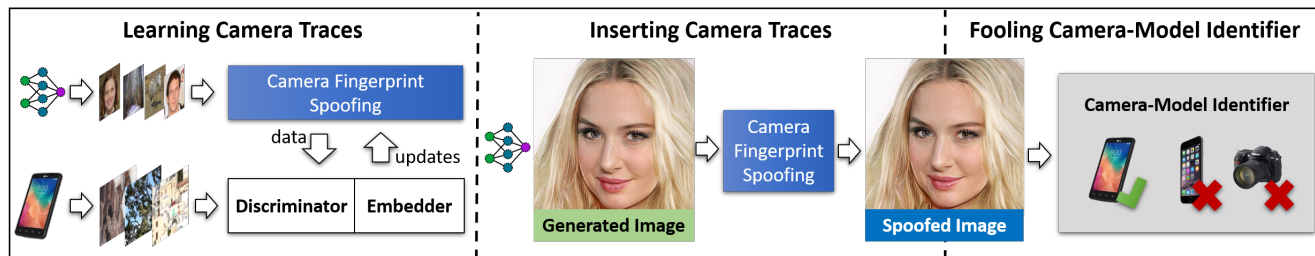 Learning Camera Traces
Camera Fingerprint
Spoofing
data
updates
Discriminator
Embedder
Inserting Camera Traces
Generated Image
Camera
Fingerprint
Spoofing
Spoofed Image
Fooling Camera-Model Identifier
Camera-Model Identifier